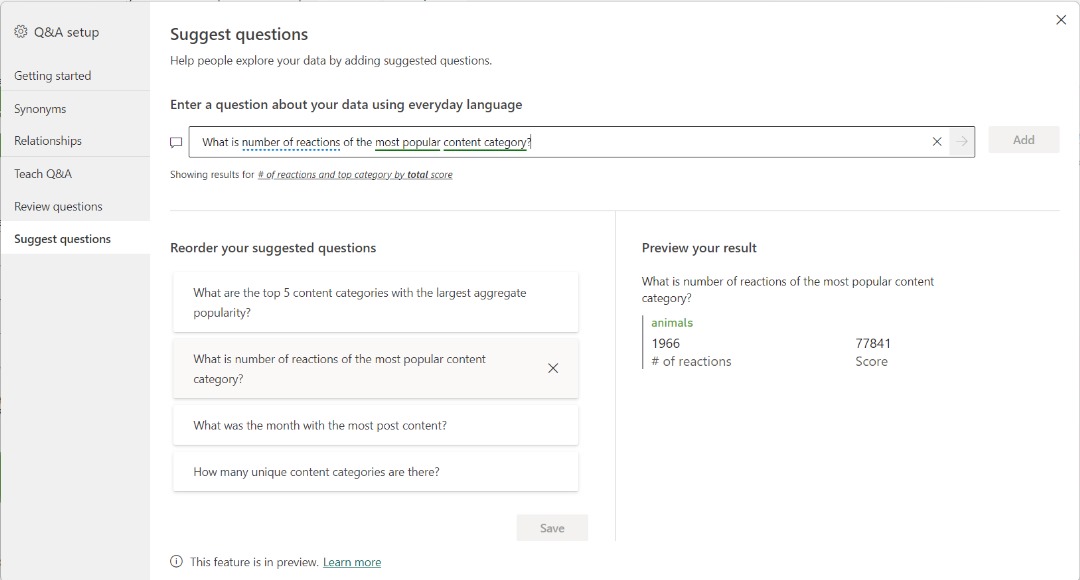 Q&A setup
Getting started
Synonyms
Relationships
Teach Q&A
Review questions
Suggest questions
Suggest questions
Help people explore your data by adding suggested questions.
Enter a question about your data using everyday language
What is number of reactions of the most popular content category?
Add
Showing results for # of reactions and top category by total score
Reorder your suggested questions
What are the top 5 content categories with the largest aggregate
popularity?
What is number of reactions of the most popular content
category?
What was the month with the most post content?
How many unique content categories are there?
Save
This feature is in preview. Learn more
Preview your result
What is number of reactions of the most popular content
category?
animals
1966 77841
# of reactions Score